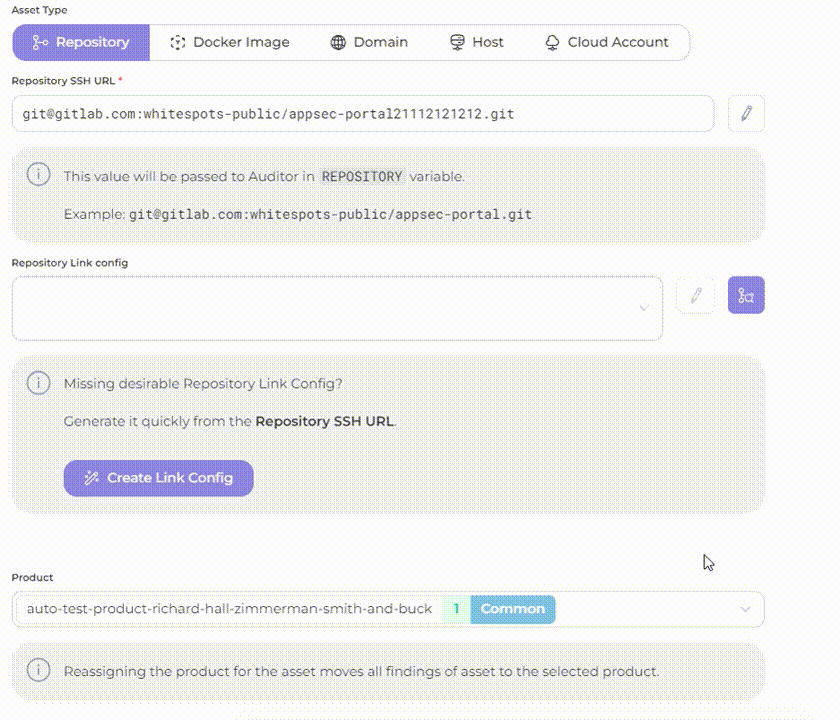 Asset Type
Repository Docker Image Domain Host Cloud Account
Repository SSH URL *
git@gitlab.com:whitespots-public/appsec-portal21112121212.git
This value will be passed to Auditor in REPOSITORY variable.
Example: git@gitlab.com:whitespots-public/appsec-portal.git
Repository Link config
Missing desirable Repository Link Config?
Generate it quickly from the Repository SSH URL.
Create Link Config
Product
auto-test-product-richard-hall-zimmerman-smith-and-buck 1 Common
Reassigning the product for the asset moves all findings of asset to the selected product.